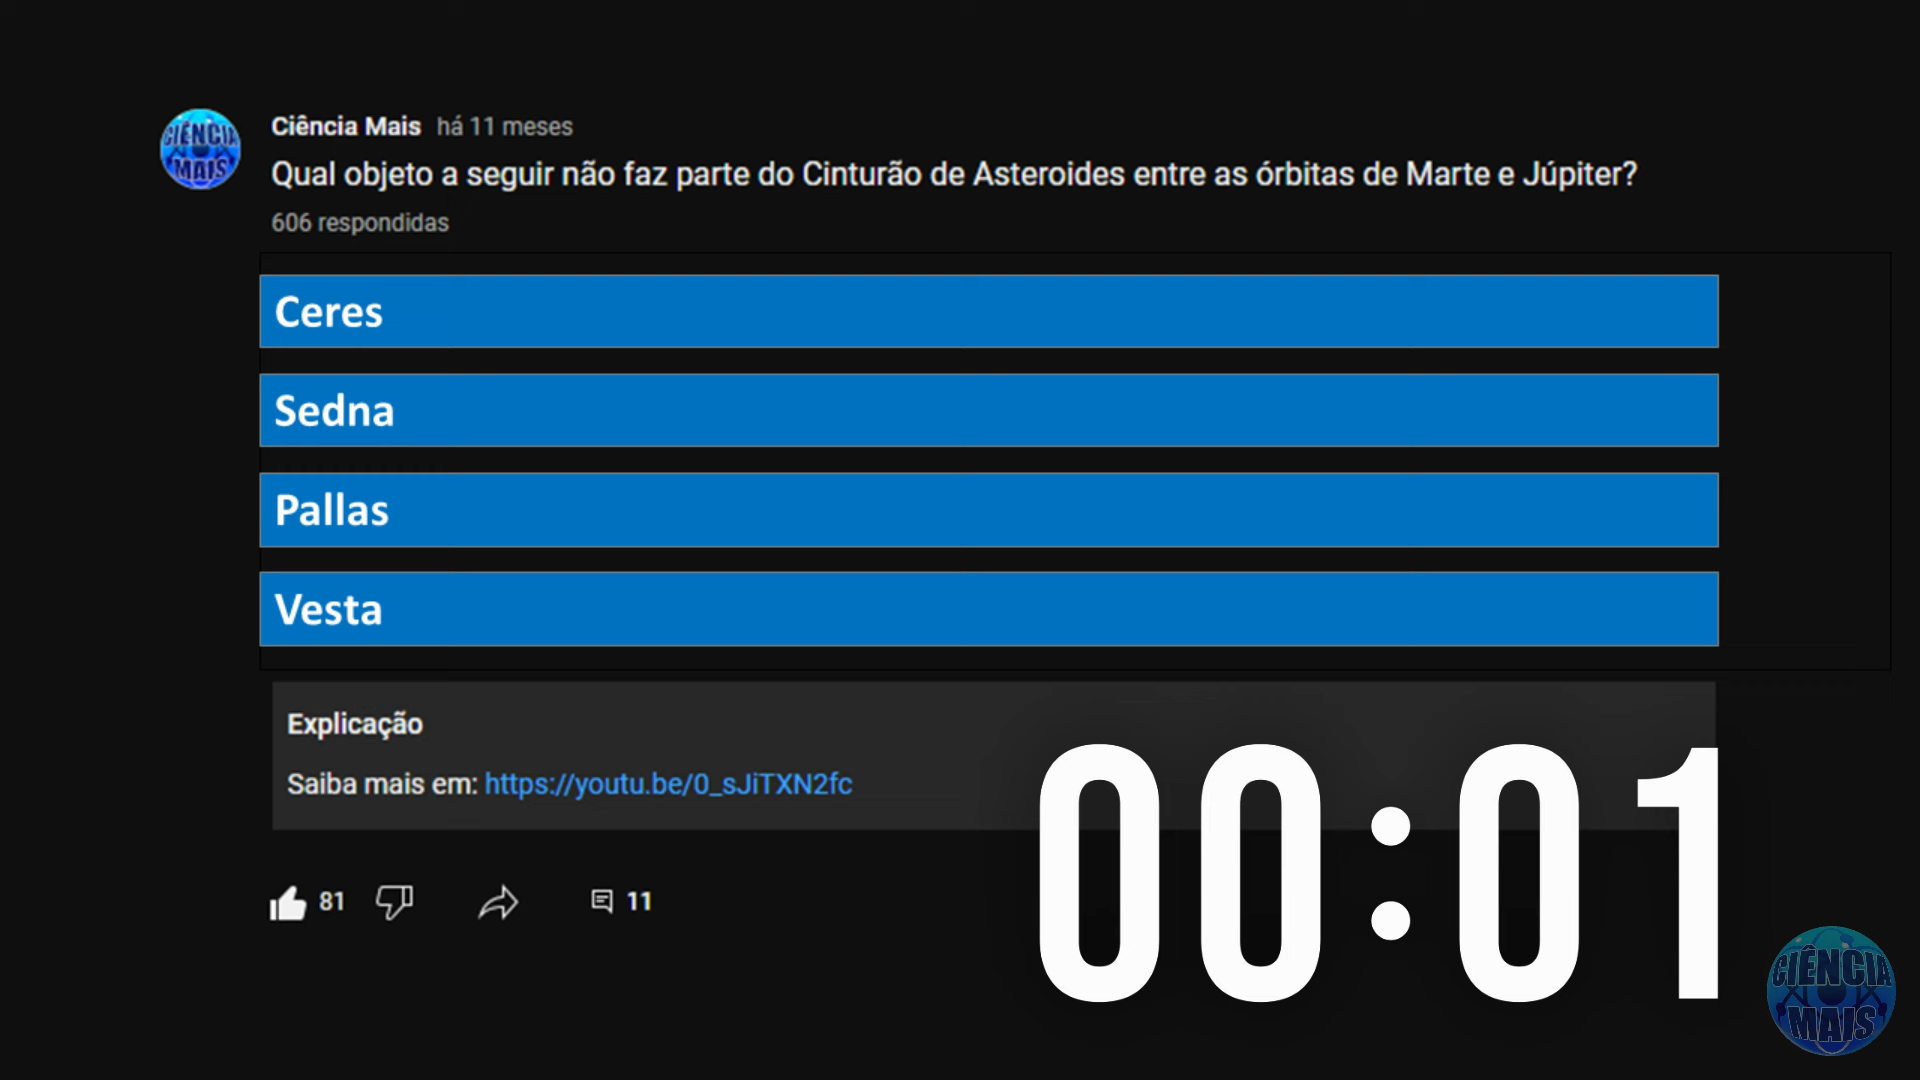 CIÊNCIA
MAIS
Ciência Mais há 11 meses
Qual objeto a seguir não faz parte do Cinturão de Asteroides entre as órbitas de Marte e Júpiter?
606 respondidas
Ceres
Sedna
Pallas
Vesta
Explicação
Saiba mais em: https://youtu.be/0_sJiTXN2fc
81 11
00:01
CIÊNCIA
MAIS